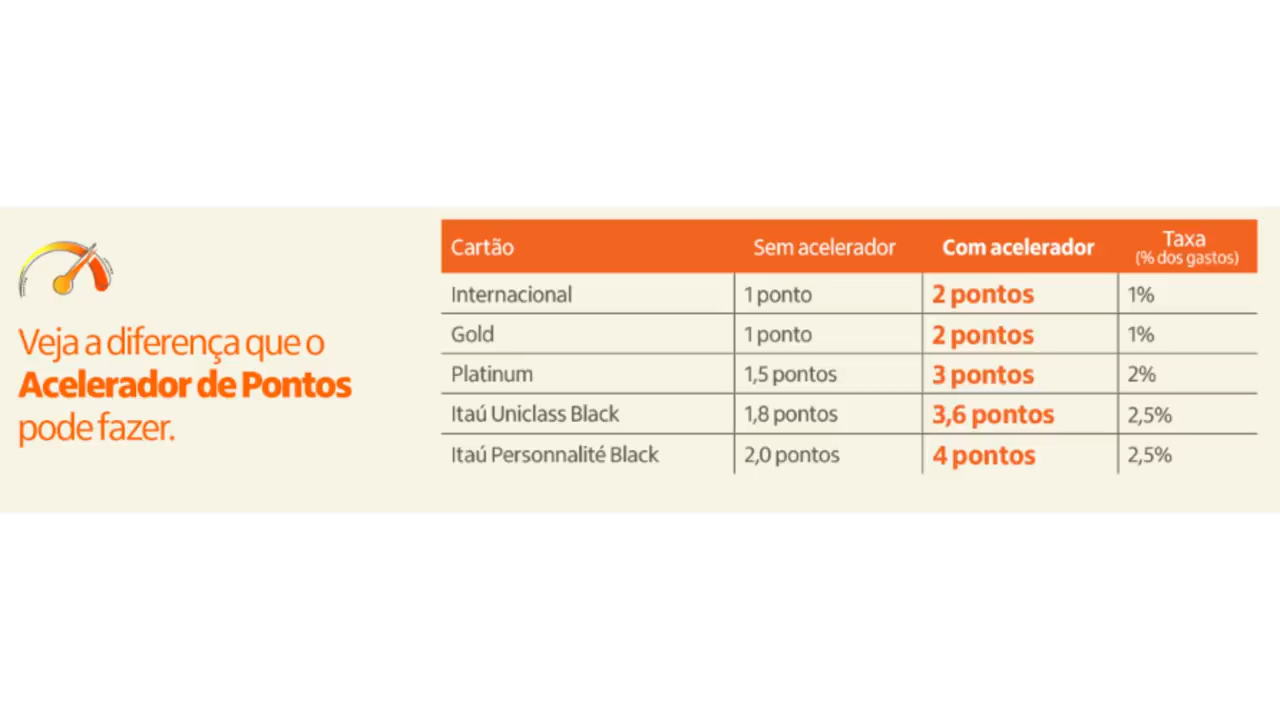 Veja a diferença que o
Acelerador de Pontos
pode fazer.
Cartão Sem acelerador Com acelerador Taxa (% dos gastos)
Internacional 1 ponto 2 pontos 1%
Gold 1 ponto 2 pontos 1%
Platinum 1,5 pontos 3 pontos 2%
Itaú Uniclass Black 1,8 pontos 3,6 pontos 2,5%
Itaú Personnalité Black 2,0 pontos 4 pontos 2,5%